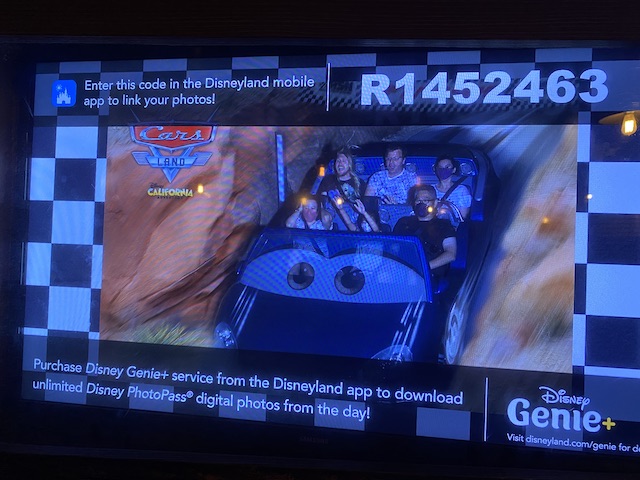 Enter this code in the Disneyland mobile
app to link your photos!
R1452463
Cars
LAND
CALIFORNIA
Purchase Disney Genie+ service from the Disneyland app to download
unlimited Disney PhotoPass® digital photos from the day!
Disney
Genie+
Visit disneyland.com/genie for de